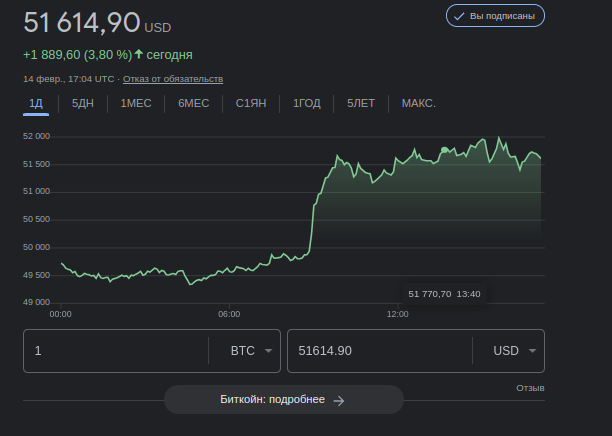 51 614,90 USD
Вы подписаны
+1 889,60 (3,80 %) сегодня
14 февр., 17:04 UTC · Отказ от обязательств
1Д 5ДН 1МЕС 6МЕС С1ЯН 1ГОД 5ЛЕТ МАКС.
52 000
51 500
51 000
50 500
50 000
49 500
49 000
51 770,70 13:40
00:00 06:00 12:00
1 BTC 51614.90 USD
Отзыв
Биткойн: подробнее